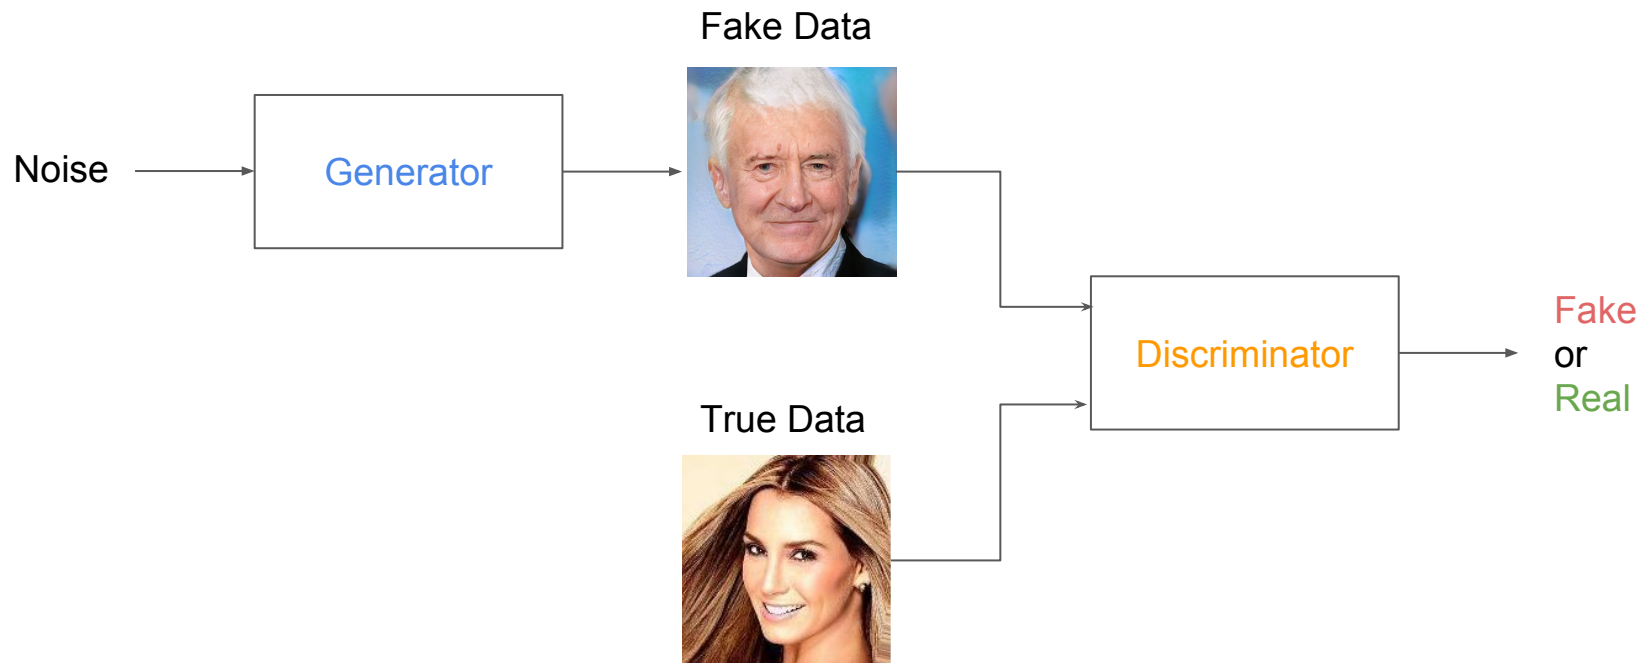 Fake Data
Noise
Generator
Discriminator
Fake
or
Real
True Data